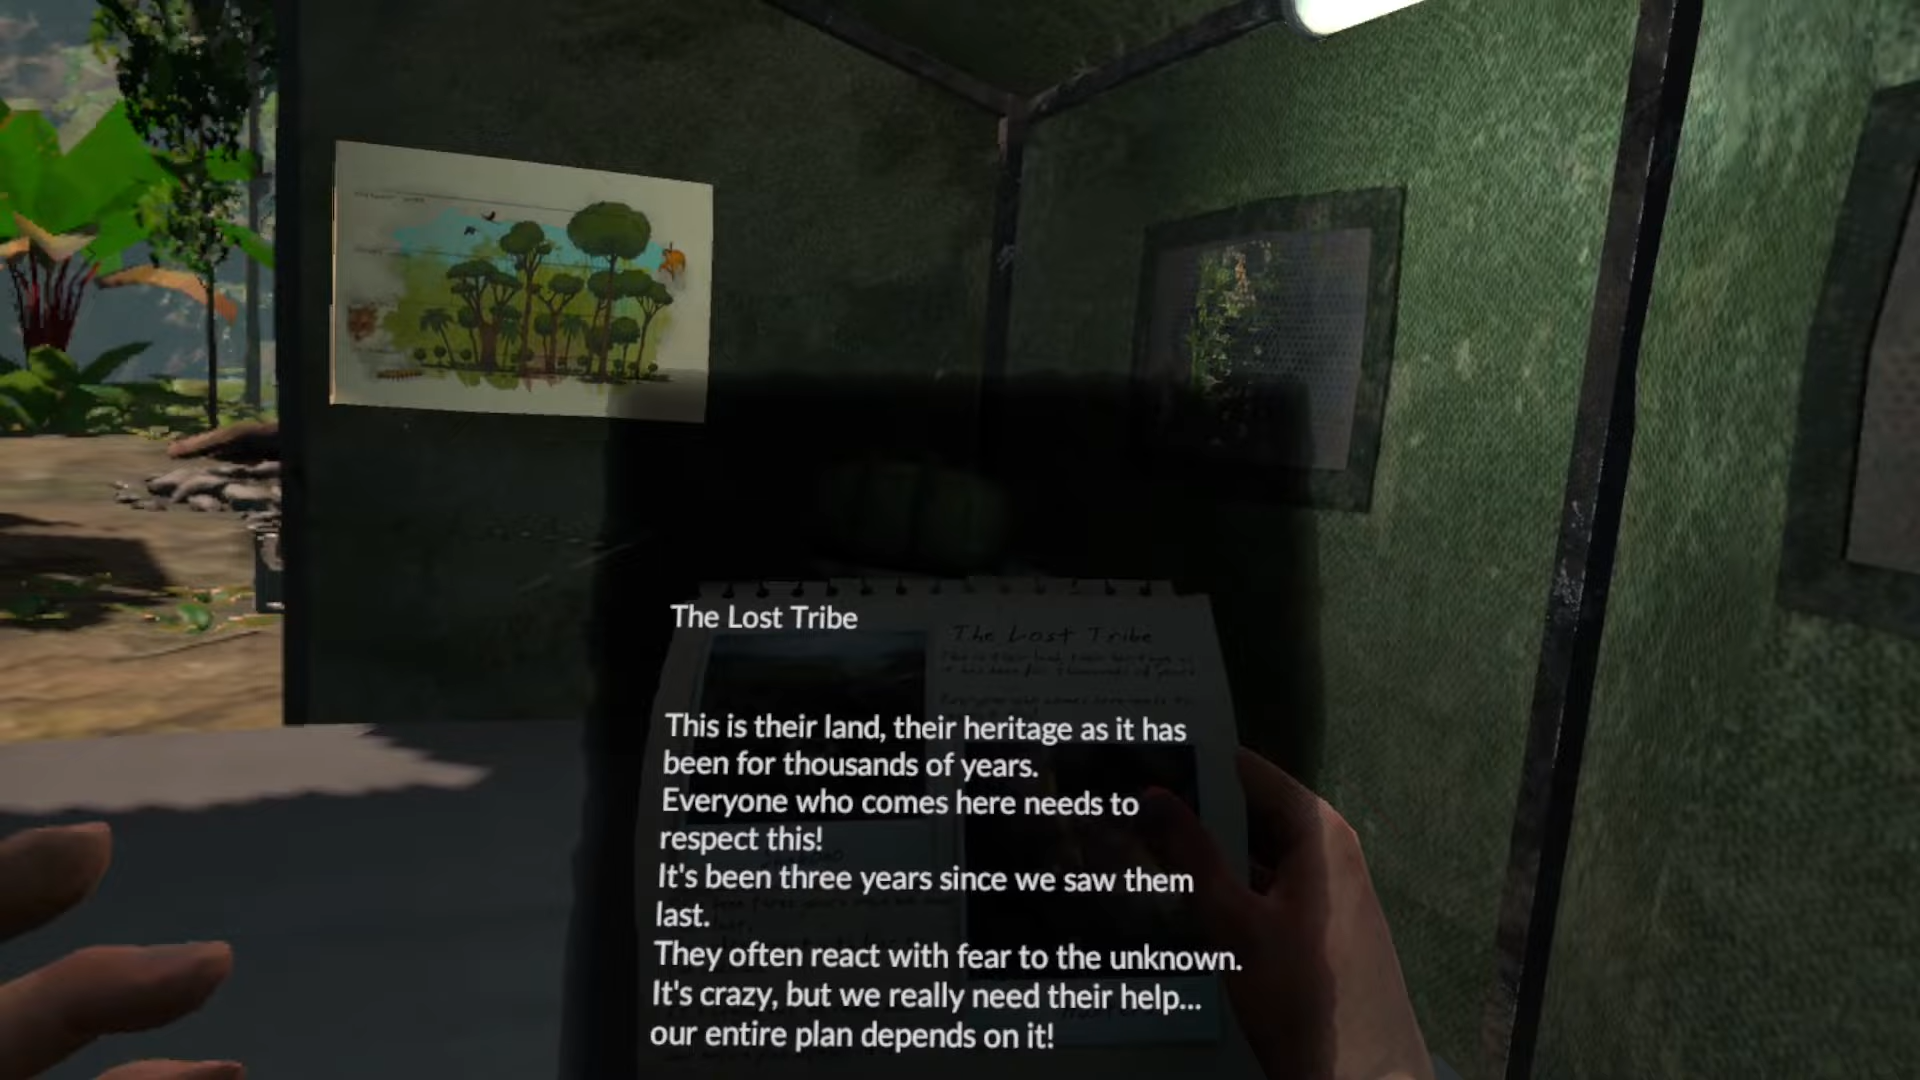 The Lost Tribe
The Lost Tribe
This is their land, their heritage as it has
been for thousands of years.
Everyone who comes here needs to
respect this!
It's been three years since we saw them
last.
They often react with fear to the unknown.
It's crazy, but we really need their help...
our entire plan depends on it!